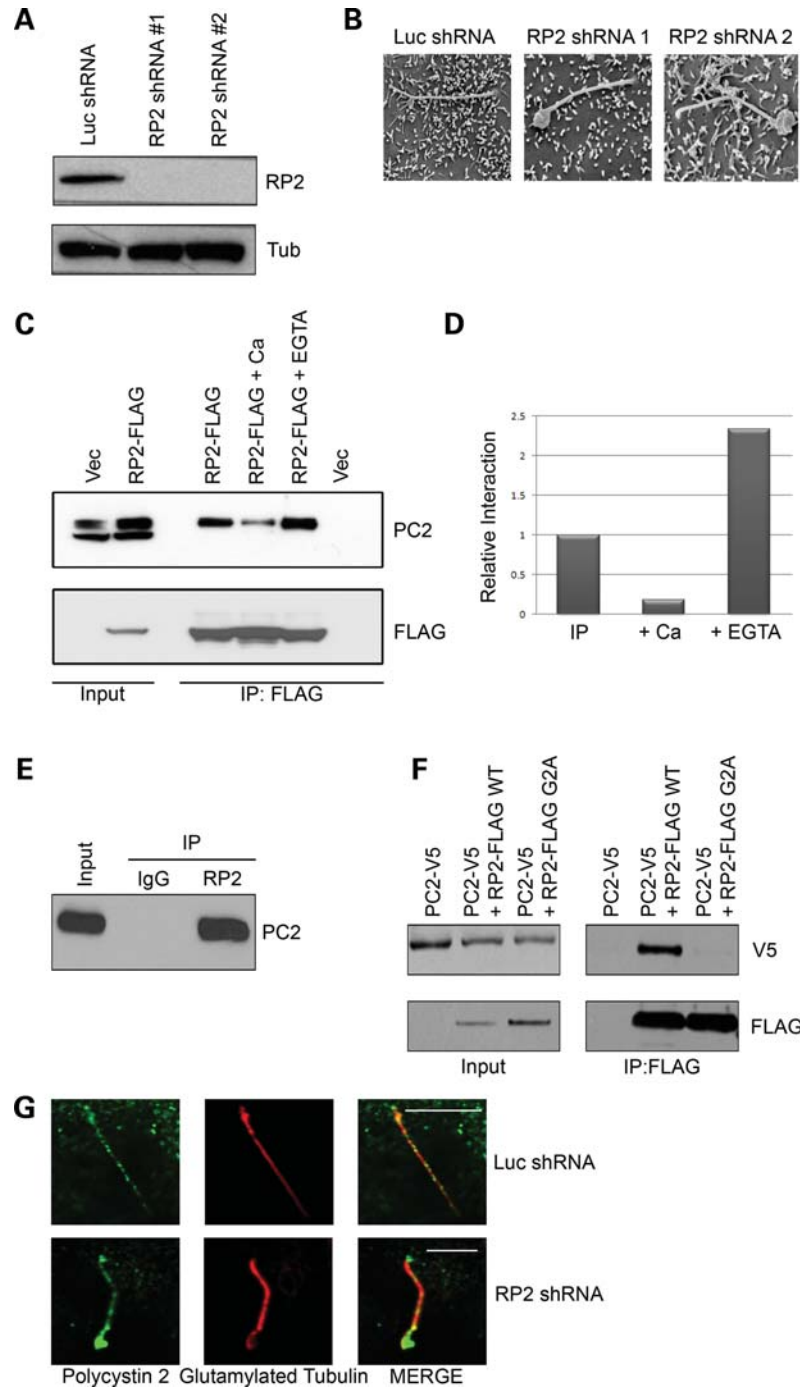 A
Luc shRNA
RP2 shRNA #1
RP2 shRNA #2
RP2
Tub
B
Luc shRNA
RP2 shRNA 1
RP2 shRNA 2
C
Vec
RP2-FLAG
RP2-FLAG
RP2-FLAG + Ca
RP2-FLAG + EGTA
Vec
PC2
FLAG
Input
IP: FLAG
D
Relative Interaction
2.5
2
1.5
1
0.5
0
IP
+ Ca
+ EGTA
E
Input
IP
IgG
RP2
PC2
F
PC2-V5
PC2-V5
+ RP2-FLAG WT
PC2-V5
+ RP2-FLAG G2A
PC2-V5
PC2-V5
+ RP2-FLAG WT
PC2-V5
+ RP2-FLAG G2A
V5
FLAG
Input
IP:FLAG
G
Luc shRNA
RP2 shRNA
Polycystin 2
Glutamylated Tubulin
MERGE